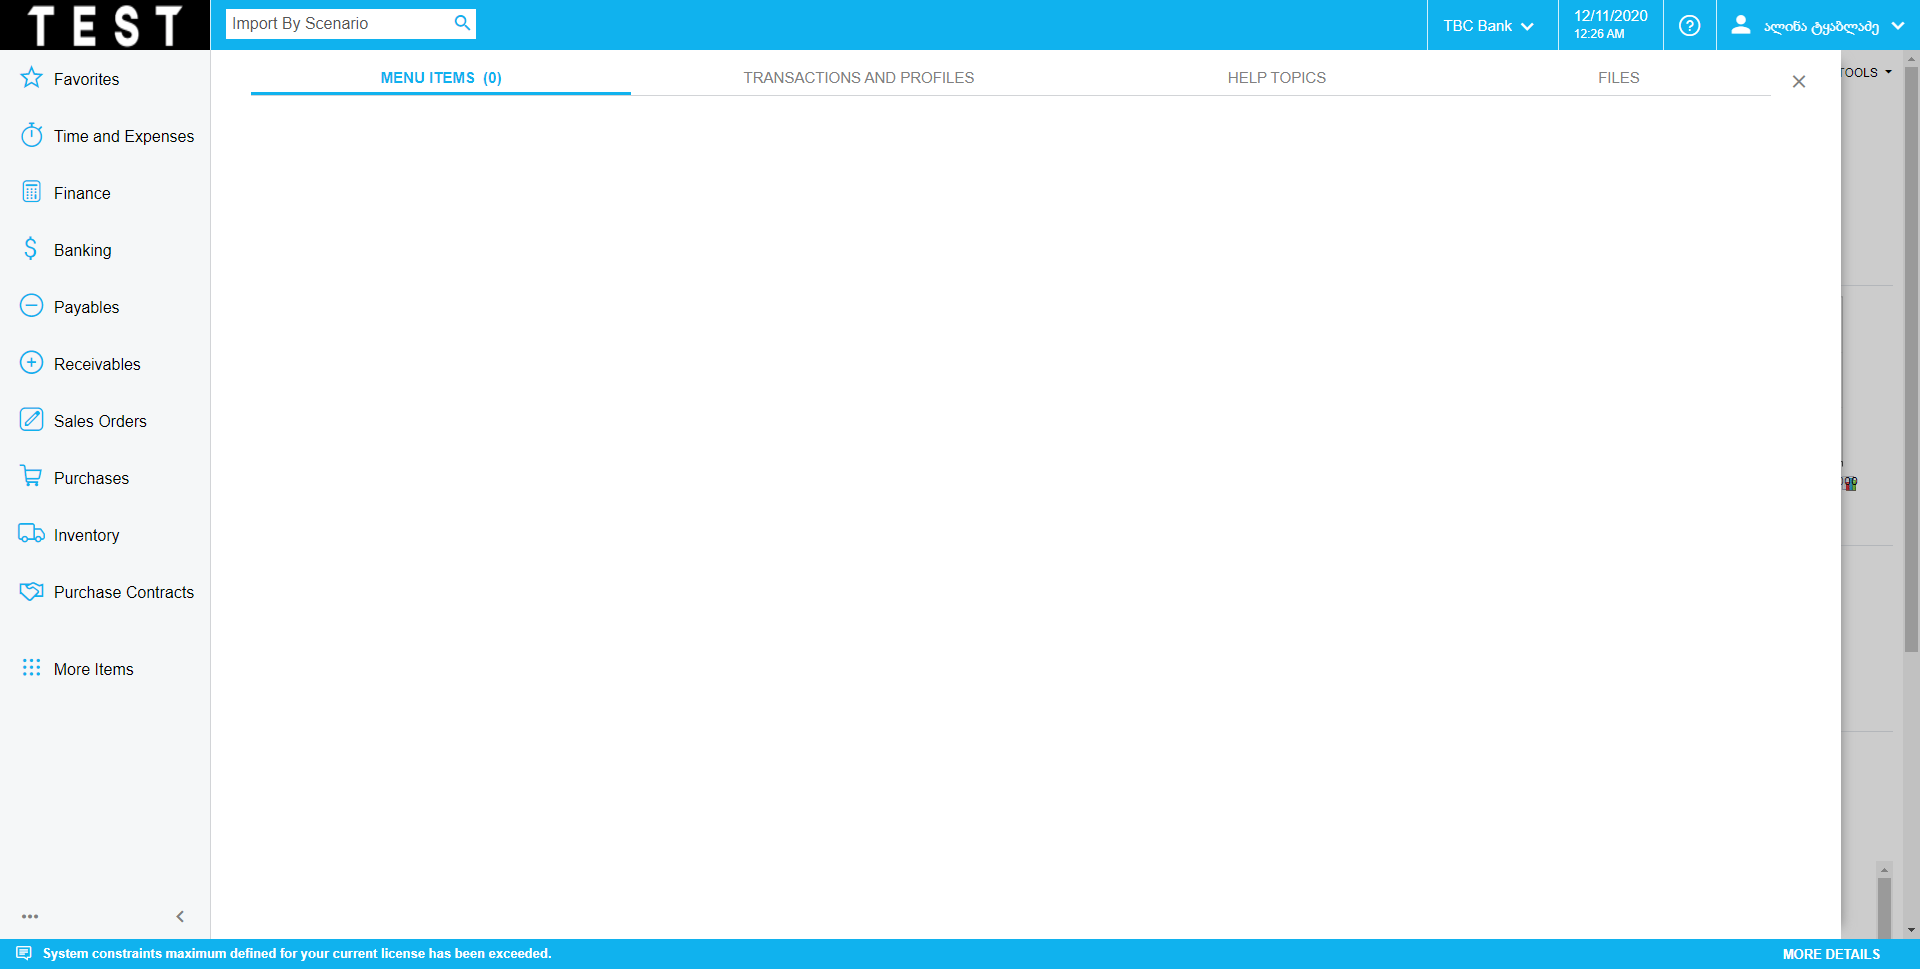 TEST
Import By Scenario
TBC Bank
12/11/2020
12:26 AM
ალინა ტყაბლაძე
Favorites
Time and Expenses
Finance
Banking
Payables
Receivables
Sales Orders
Purchases
Inventory
Purchase Contracts
More Items
MENU ITEMS (0)
TRANSACTIONS AND PROFILES
HELP TOPICS
FILES
TOOLS
System constraints maximum defined for your current license has been exceeded.
MORE DETAILS